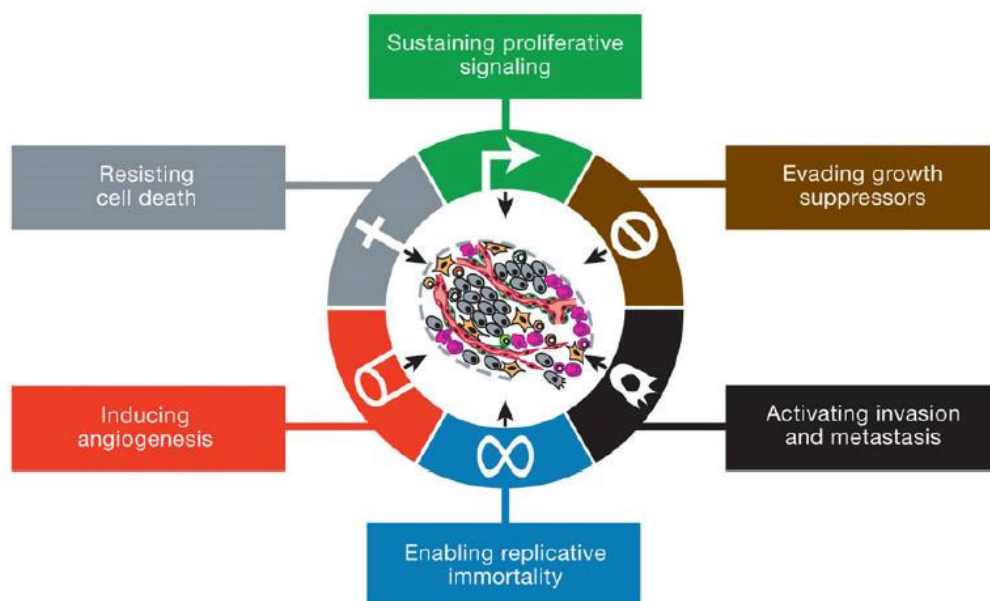 Sustaining proliferative
signaling
Resisting
cell death
Evading growth
suppressors
Inducing
angiogenesis
Activating invasion
and metastasis
Enabling replicative
immortality